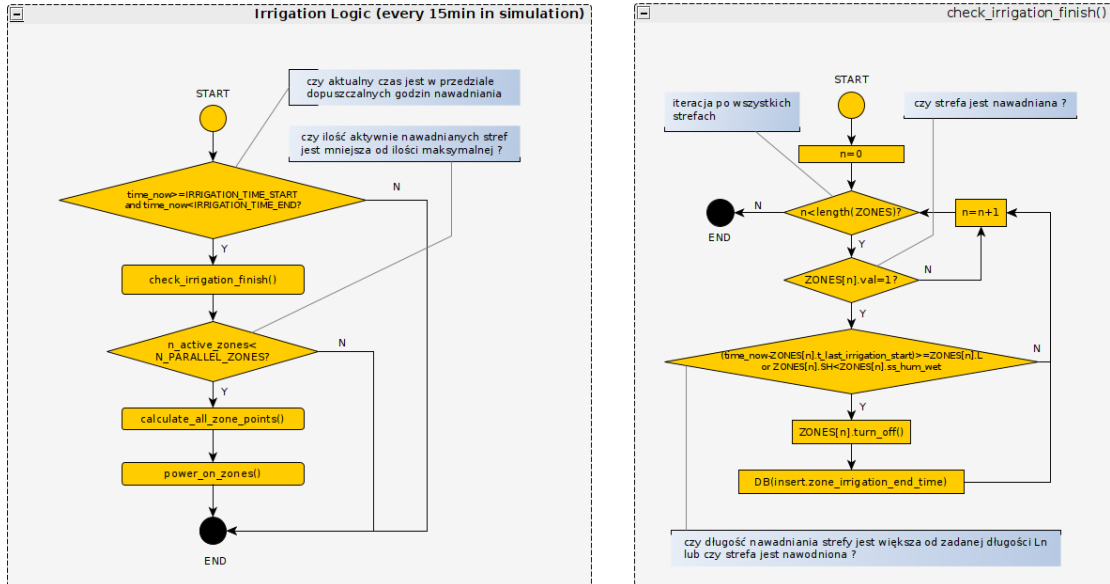 Irrigation Logic (every 15min in simulation)
czy aktualny czas jest w przedziale
dopuszczalnych godzin nawadniania
START
czy ilość aktywnie nawadnianych stref
jest mniejsza od ilości maksymalnej ?
time_now>=IRRIGATION_TIME_START
and time_now<IRRIGATION_TIME_END?
N
Y
check_irrigation_finish()
n_active_zones<
N_PARALLEL_ZONES?
N
Y
calculate_all_zone_points()
power_on_zones()
END
check_irrigation_finish()
START
iteracja po wszystkich
strefach
czy strefa jest nawadniana ?
n=0
n<length(ZONES)?
N
END
n=n+1
Y
ZONES[n].val=1?
N
Y
(time_now-ZONES[n].t_last_irrigation_start)>=ZONES[n].L
or ZONES[n].SH<ZONES[n].ss_hum_wet
N
Y
ZONES[n].turn_off()
DB(insert.zone_irrigation_end_time)
czy długość nawadniania strefy jest większa od zadanej długości Ln
lub czy strefa jest nawodniona ?